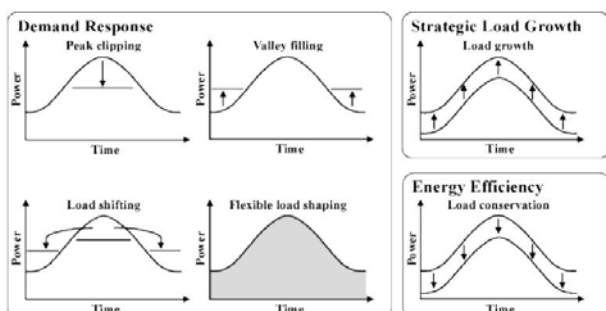 Demand Response
Peak clipping
Power
Time
Valley filling
Power
Time
Load shifting
Power
Time
Flexible load shaping
Power
Time
Strategic Load Growth
Load growth
Power
Time
Energy Efficiency
Load conservation
Power
Time